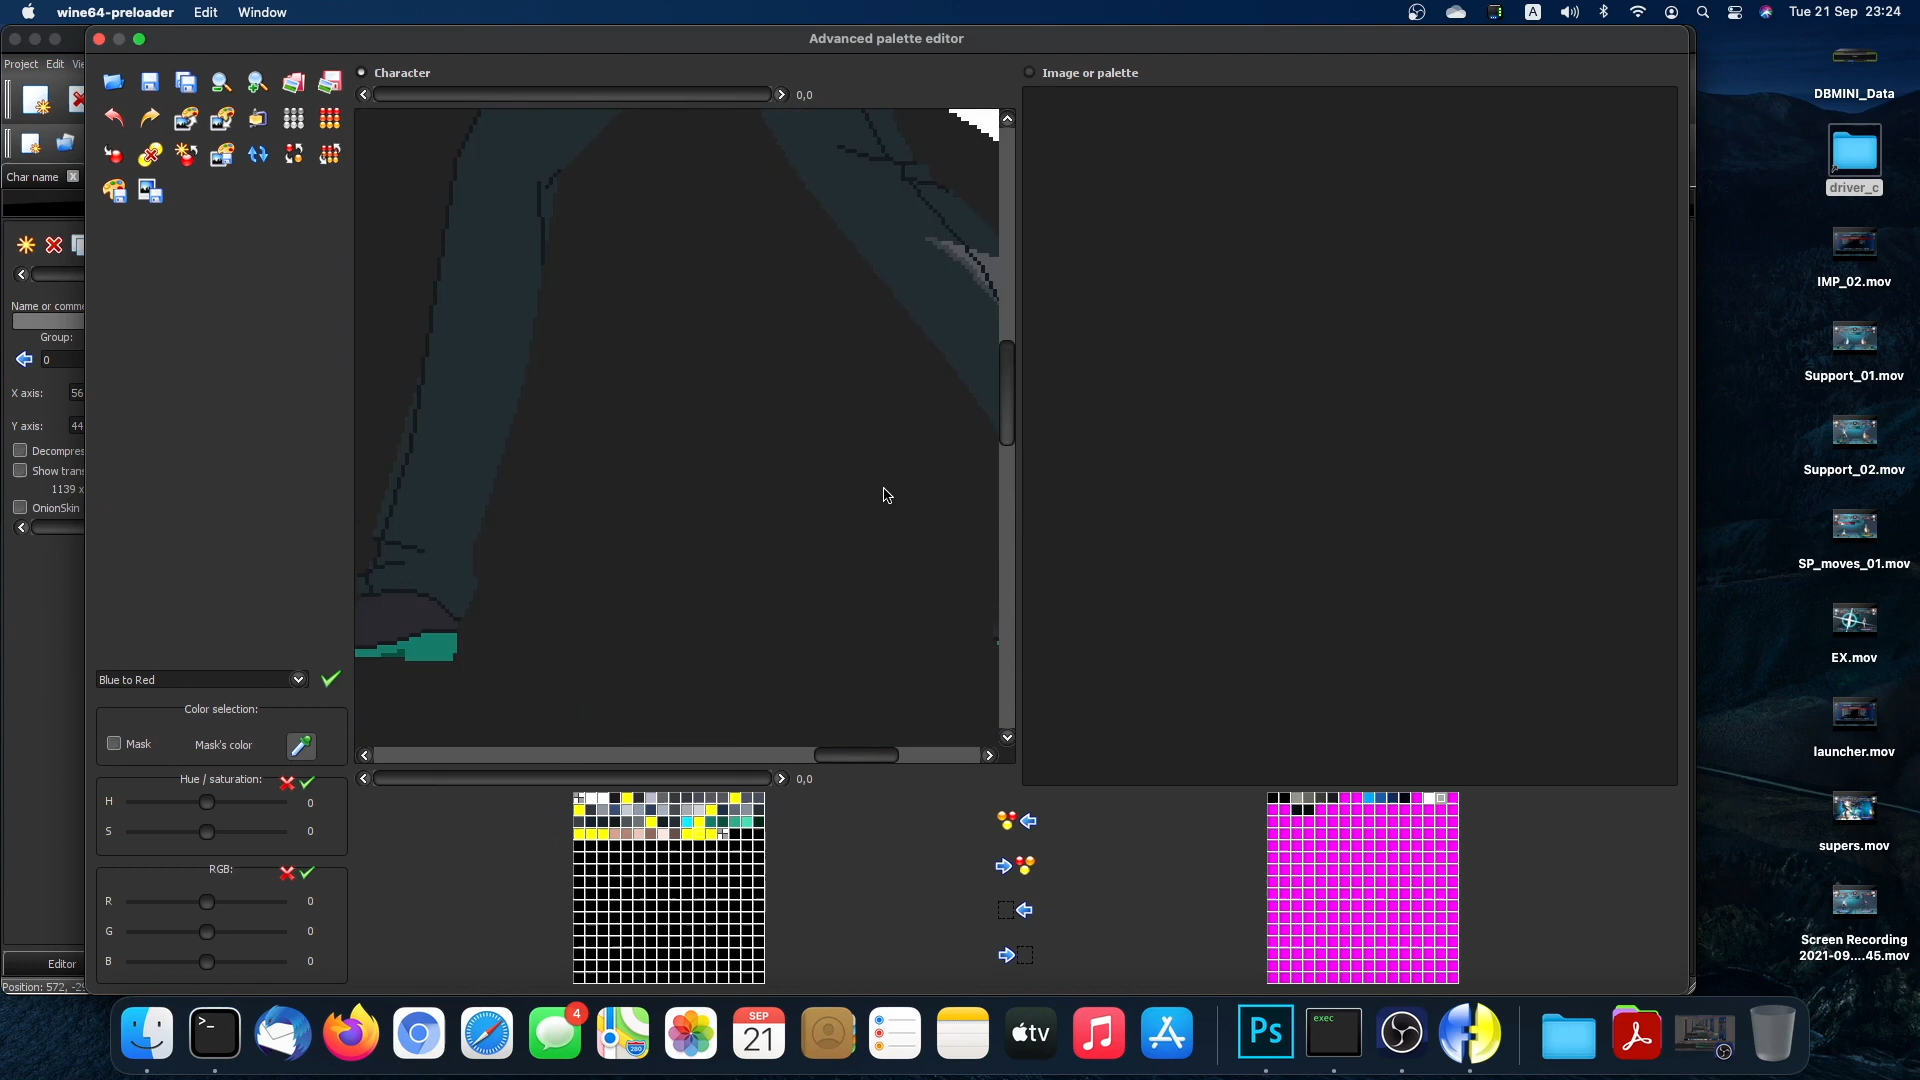 wine64-preloader Edit Window
A
Tue 21 Sep 23:24
Advanced palette editor
Project Edit
Character
Image or palette
0,0
DBMINI_Data
Char name
driver_c
IMP_02.mov
Name or comme
Group:
0
Support_01.mov
X axis: 56
Y axis: 44
Decompres
Show trans
1139 x
Support_02.mov
OnionSkin
SP_moves_01.mov
EX.mov
Blue to Red
Color selection:
Mask
Mask's color
launcher.mov
Hue / saturation:
0,0
H 0
S 0
supers.mov
RGB:
R 0
G 0
B 0
Screen Recording
2021-09....45.mov
Editor
Position: 572, -29
4
SEP
21
tv
Ps
exec